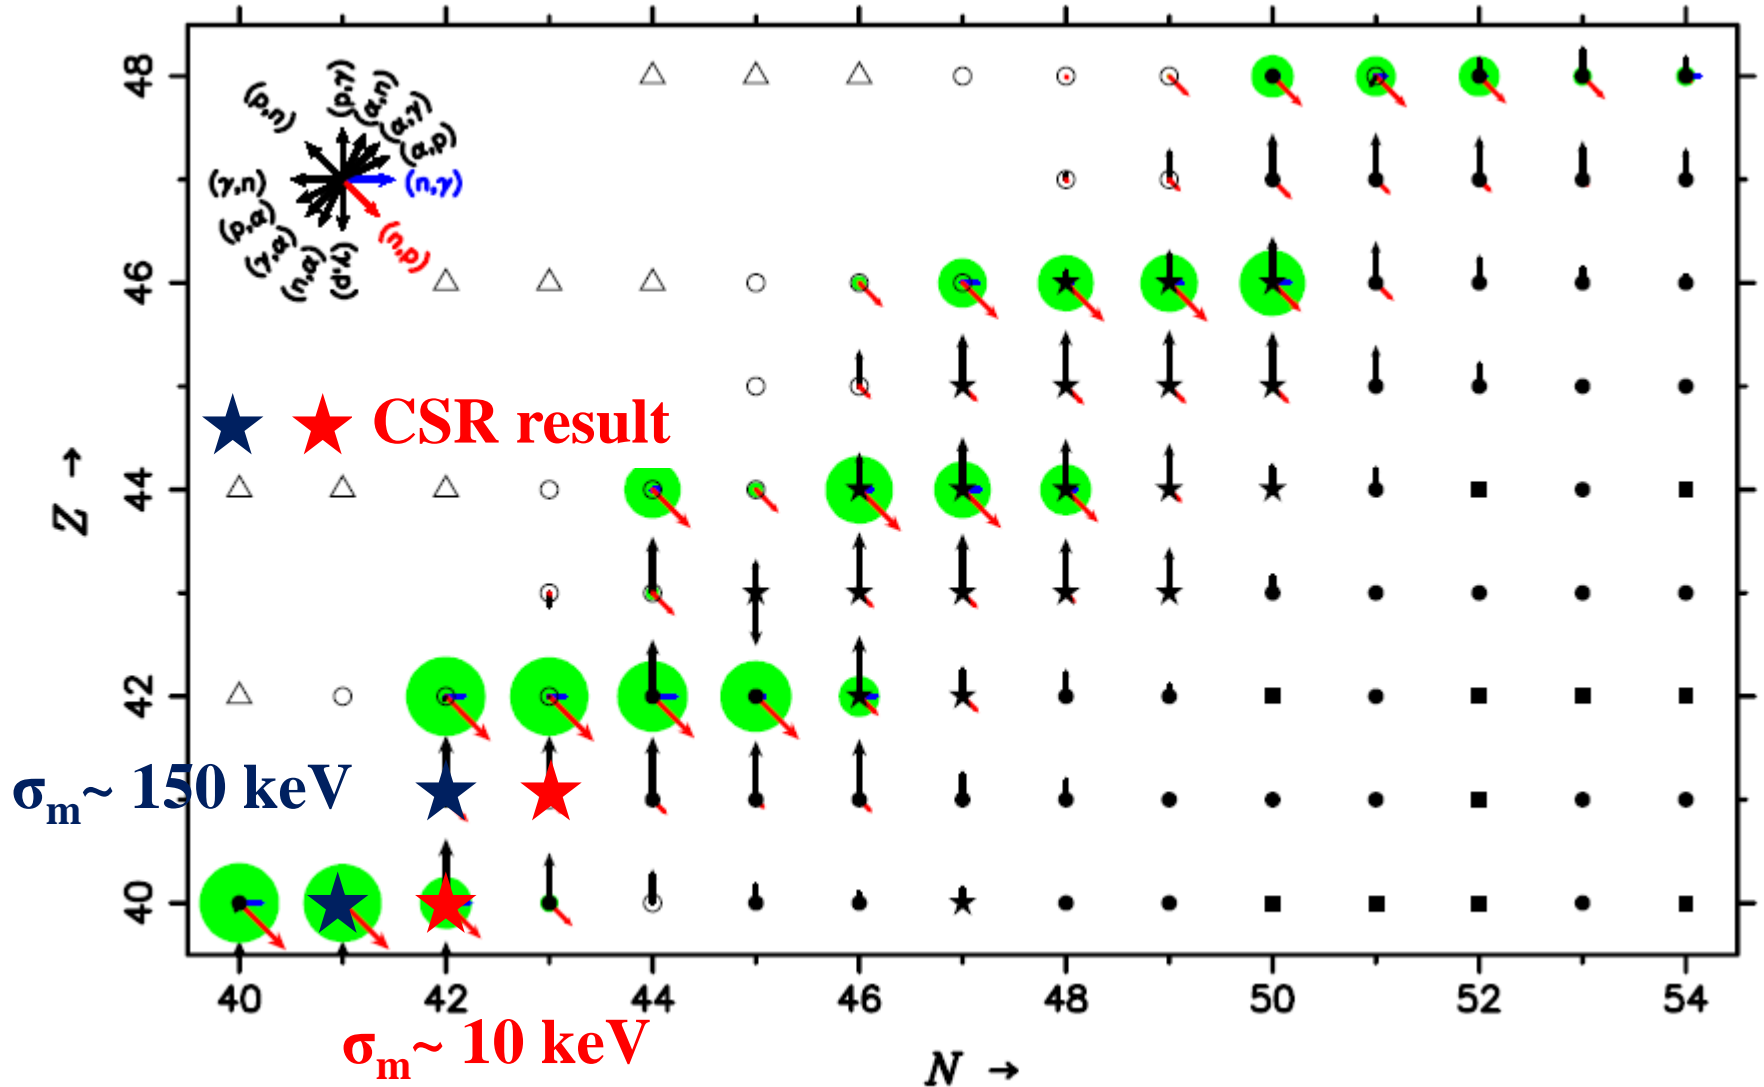 48
(p,γ)
(α,n)
(α,γ)
(α,p)
(p,n)
(γ,n)
(n,γ)
(p,α)
(γ,α)
(n,α)
(γ,p)
(n,p)
46
CSR result
44
Z →
42
σm~ 150 keV
40
40 42 44 46 48 50 52 54
σm~ 10 keV
N →